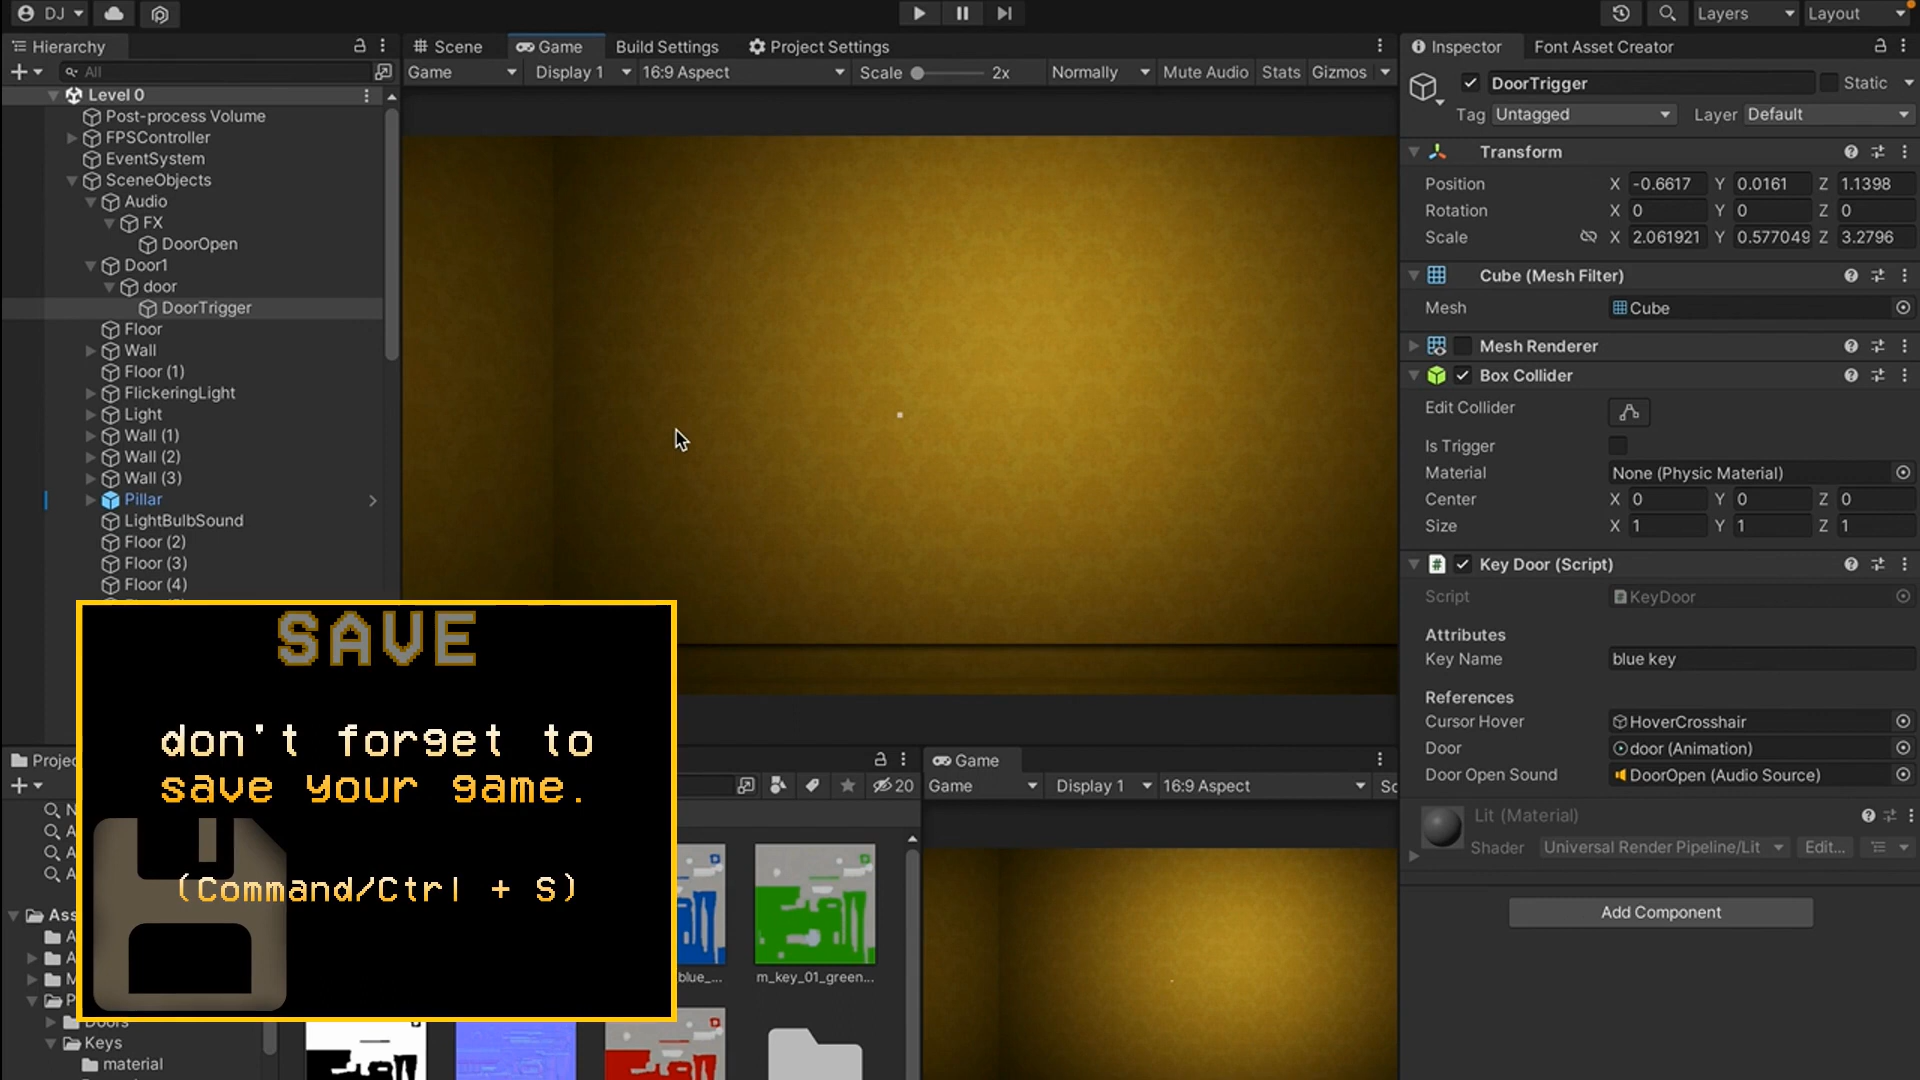 DJ
Layers
Layout
Hierarchy
All
Level 0
Post-process Volume
FPSController
EventSystem
SceneObjects
Audio
FX
DoorOpen
Door1
door
DoorTrigger
Floor
Wall
Floor (1)
FlickeringLight
Light
Wall (1)
Wall (2)
Wall (3)
Pillar
LightBulbSound
Floor (2)
Floor (3)
Floor (4)
Scene
Game
Build Settings
Project Settings
Game
Display 1
16:9 Aspect
Scale
2x
Normally
Mute Audio
Stats
Gizmos
Inspector
Font Asset Creator
DoorTrigger
Static
Tag Untagged
Layer Default
Transform
Position X -0.6617 Y 0.0161 Z 1.1398
Rotation X 0 Y 0 Z 0
Scale X 2.061921 Y 0.577049 Z 3.2796
Cube (Mesh Filter)
Mesh Cube
Mesh Renderer
Box Collider
Edit Collider
Is Trigger
Material None (Physic Material)
Center X 0 Y 0 Z 0
Size X 1 Y 1 Z 1
Key Door (Script)
Script KeyDoor
Attributes
Key Name blue key
References
Cursor Hover HoverCrosshair
Door door (Animation)
Door Open Sound DoorOpen (Audio Source)
Lit (Material)
Shader Universal Render Pipeline/Lit Edit...
Add Component
SAVE
don't forget to
save your game.
(Command/Ctrl + S)
20
blue_...
m_key_01_green...
Doors
Keys
material
Game
Game
Display 1
16:9 Aspect